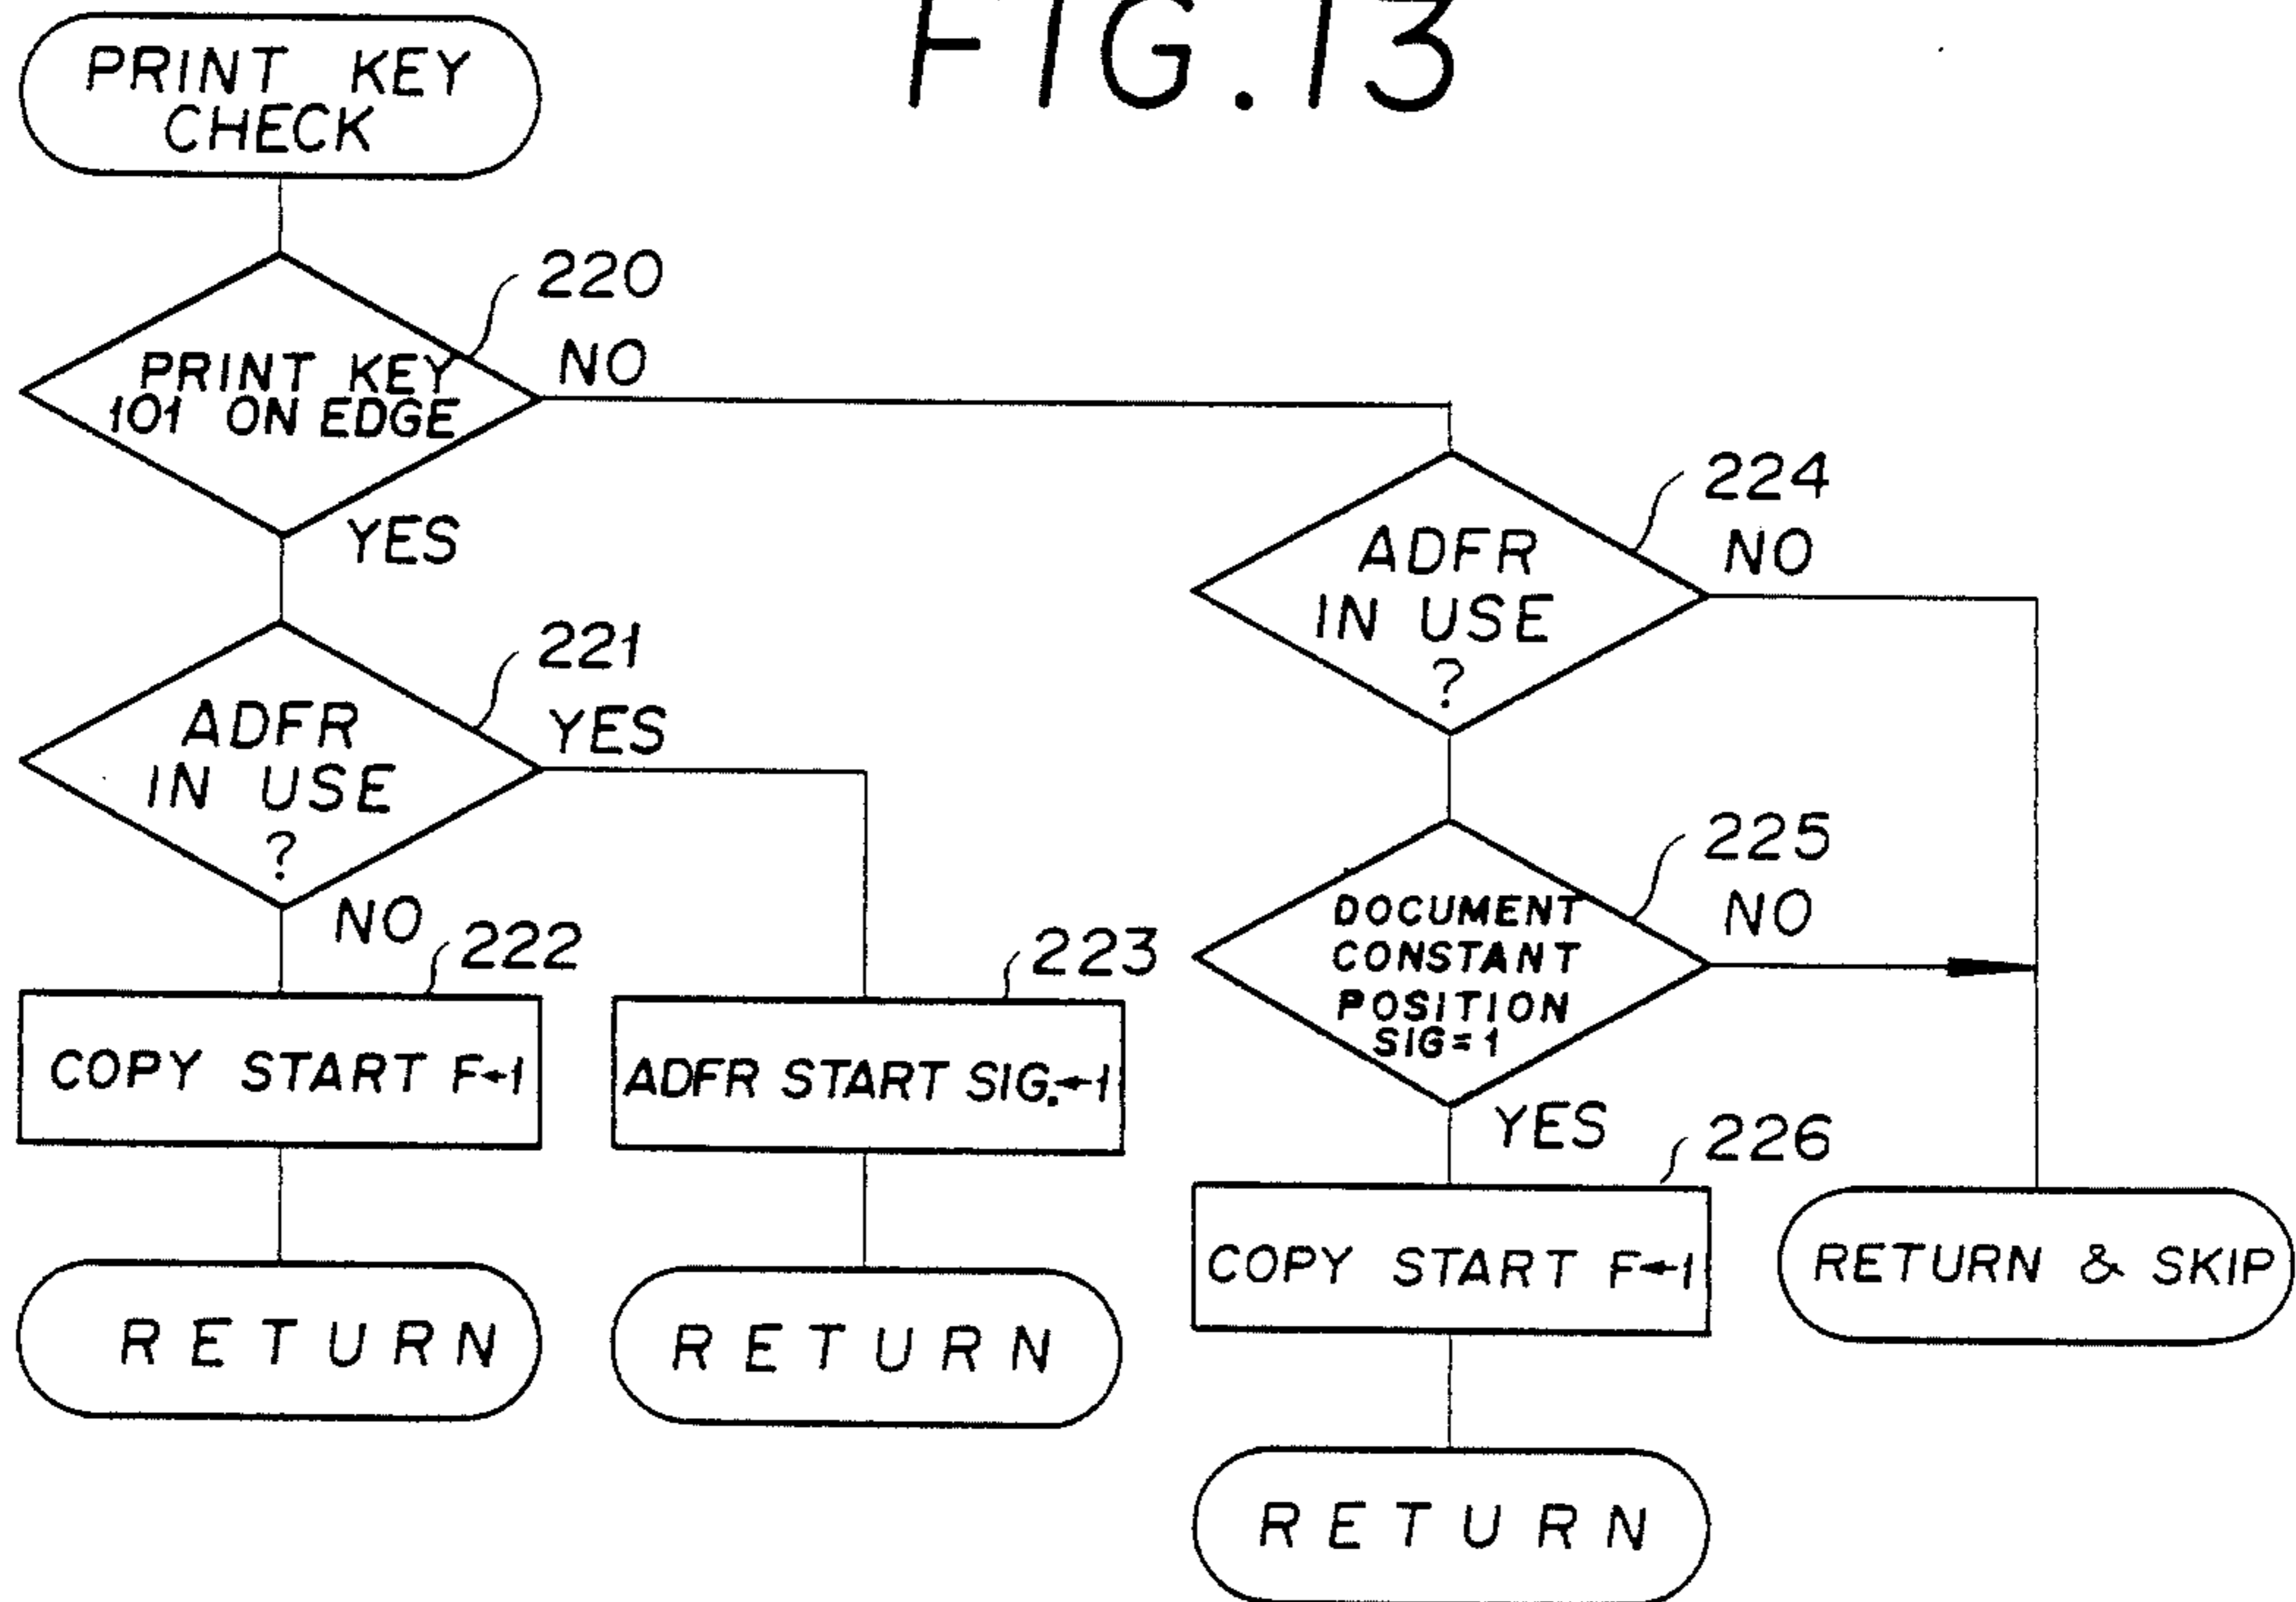 FIG.13
PRINT KEY
CHECK
220
PRINT KEY
101 ON EDGE
NO
YES
224
ADFR
IN USE
?
NO
221
ADFR
IN USE
?
YES
NO
225
DOCUMENT
CONSTANT
POSITION
SIG=1
NO
YES
222
COPY START F←1
223
ADFR START SIG.←1
226
COPY START F←1
RETURN & SKIP
RETURN
RETURN
RETURN